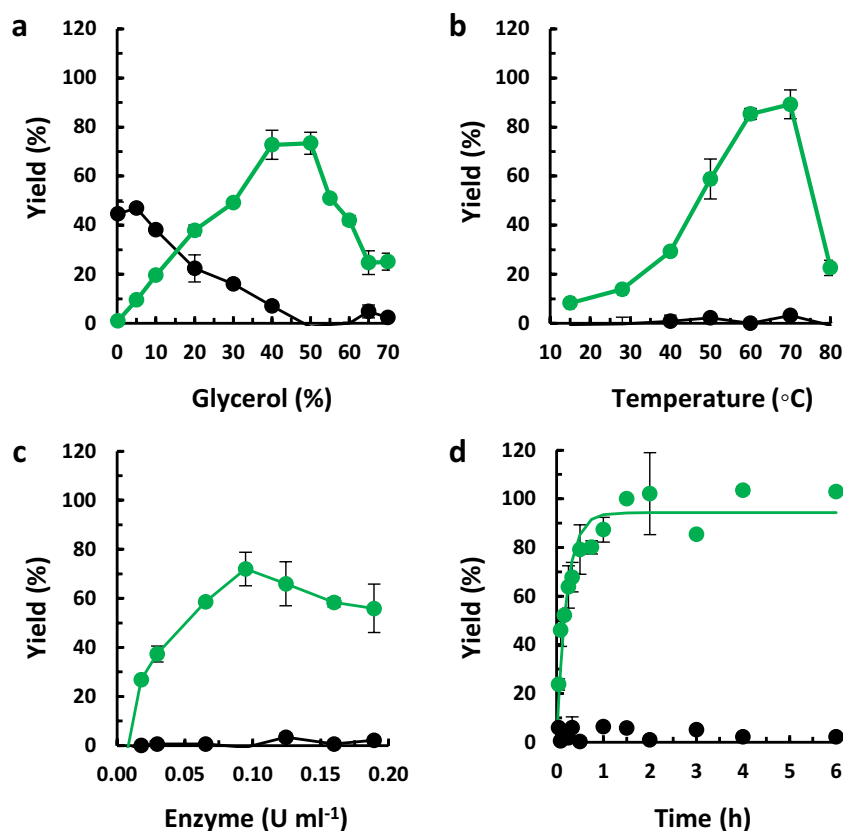 a
120
100
80
60
40
20
0
Yield (%)
0 10 20 30 40 50 60 70
Glycerol (%)
b
120
100
80
60
40
20
0
Yield (%)
10 20 30 40 50 60 70 80
Temperature (◦C)
c
120
100
80
60
40
20
0
Yield (%)
0.00 0.05 0.10 0.15 0.20
Enzyme (U ml-1)
d
120
100
80
60
40
20
0
Yield (%)
0 1 2 3 4 5 6
Time (h)